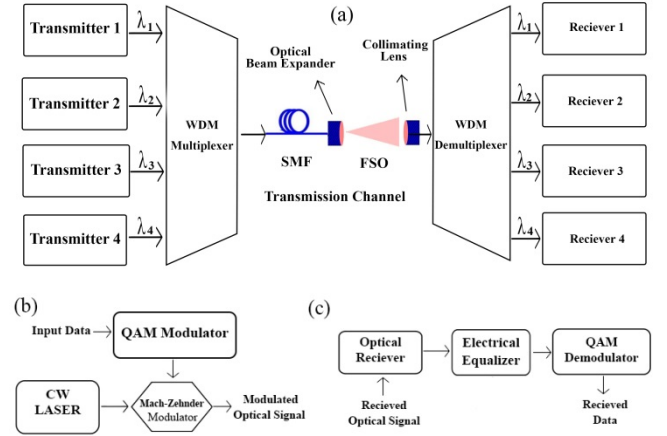 (a)
Transmitter 1
λ1
Transmitter 2
λ2
Transmitter 3
λ3
Transmitter 4
λ4
WDM
Multiplexer
Optical
Beam Expander
Collimating
Lens
SMF
FSO
Transmission Channel
WDM
Demultiplexer
λ1
Reciever 1
λ2
Reciever 2
λ3
Reciever 3
λ4
Reciever 4
(b)
Input Data
QAM Modulator
CW
LASER
Mach-Zehnder
Modulator
Modulated
Optical Signal
(c)
Optical
Reciever
Electrical
Equalizer
QAM
Demodulator
Recieved
Optical Signal
Recieved
Data